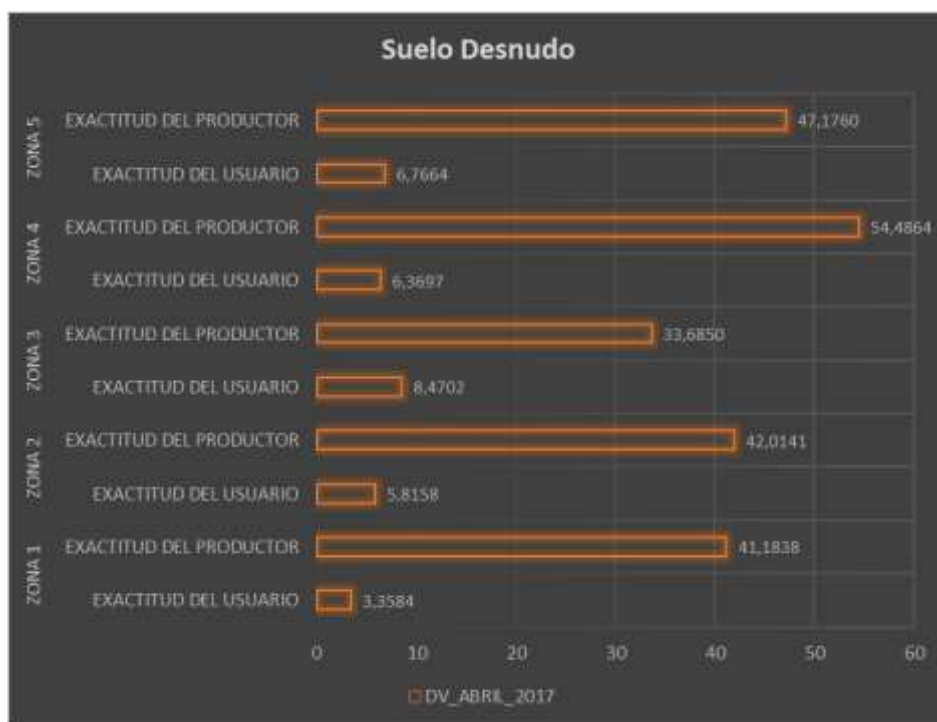 Suelo Desnudo
ZONA 5
EXACTITUD DEL PRODUCTOR 47,1760
EXACTITUD DEL USUARIO 6,7664
ZONA 4
EXACTITUD DEL PRODUCTOR 54,4864
EXACTITUD DEL USUARIO 6,3697
ZONA 3
EXACTITUD DEL PRODUCTOR 33,6850
EXACTITUD DEL USUARIO 8,4702
ZONA 2
EXACTITUD DEL PRODUCTOR 42,0141
EXACTITUD DEL USUARIO 5,8158
ZONA 1
EXACTITUD DEL PRODUCTOR 41,1838
EXACTITUD DEL USUARIO 3,3584
0 10 20 30 40 50 60
DV_ABRIL_2017